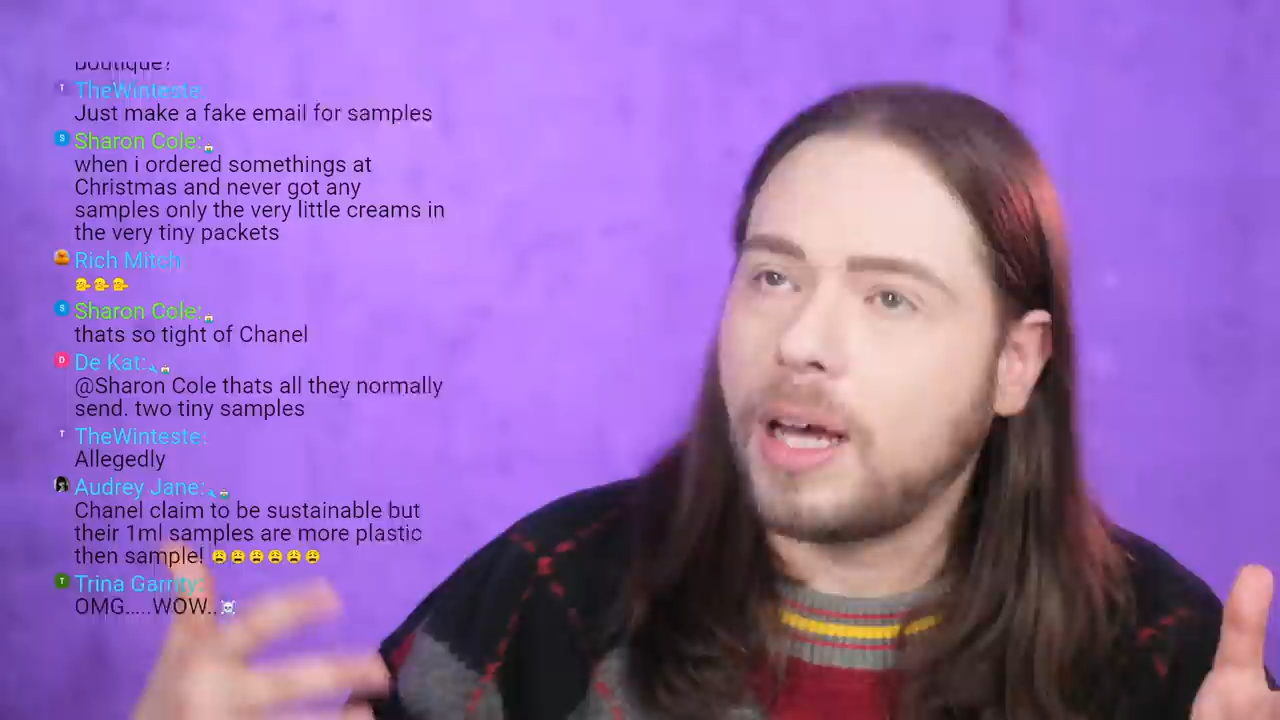 boutique?
TheWinteste:
Just make a fake email for samples
Sharon Cole:
when i ordered somethings at
Christmas and never got any
samples only the very little creams in
the very tiny packets
Rich Mitch
Sharon Cole:
thats so tight of Chanel
De Kat:
@Sharon Cole thats all they normally
send. two tiny samples
TheWinteste:
Allegedly
Audrey Jane:
Chanel claim to be sustainable but
their 1ml samples are more plastic
then sample! 😩😩😩😩😩😩
Trina Garrity:
OMG.....WOW..☠️